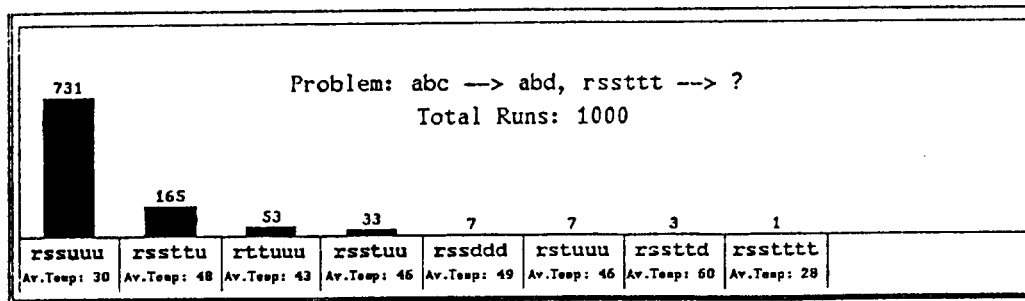 Problem: abc --> abd, rssttt --> ?
Total Runs: 1000
731 165 53 33 7 7 3 1
rssuuu rssttu rttuuu rsstuu rssddd rstuuu rssttd rsstttt
Av.Temp: 30 Av.Temp: 48 Av.Temp: 43 Av.Temp: 46 Av.Temp: 49 Av.Temp: 46 Av.Temp: 60 Av.Temp: 28